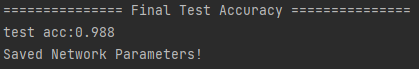 =============== Final Test Accuracy ===============
test acc:0.988
Saved Network Parameters!